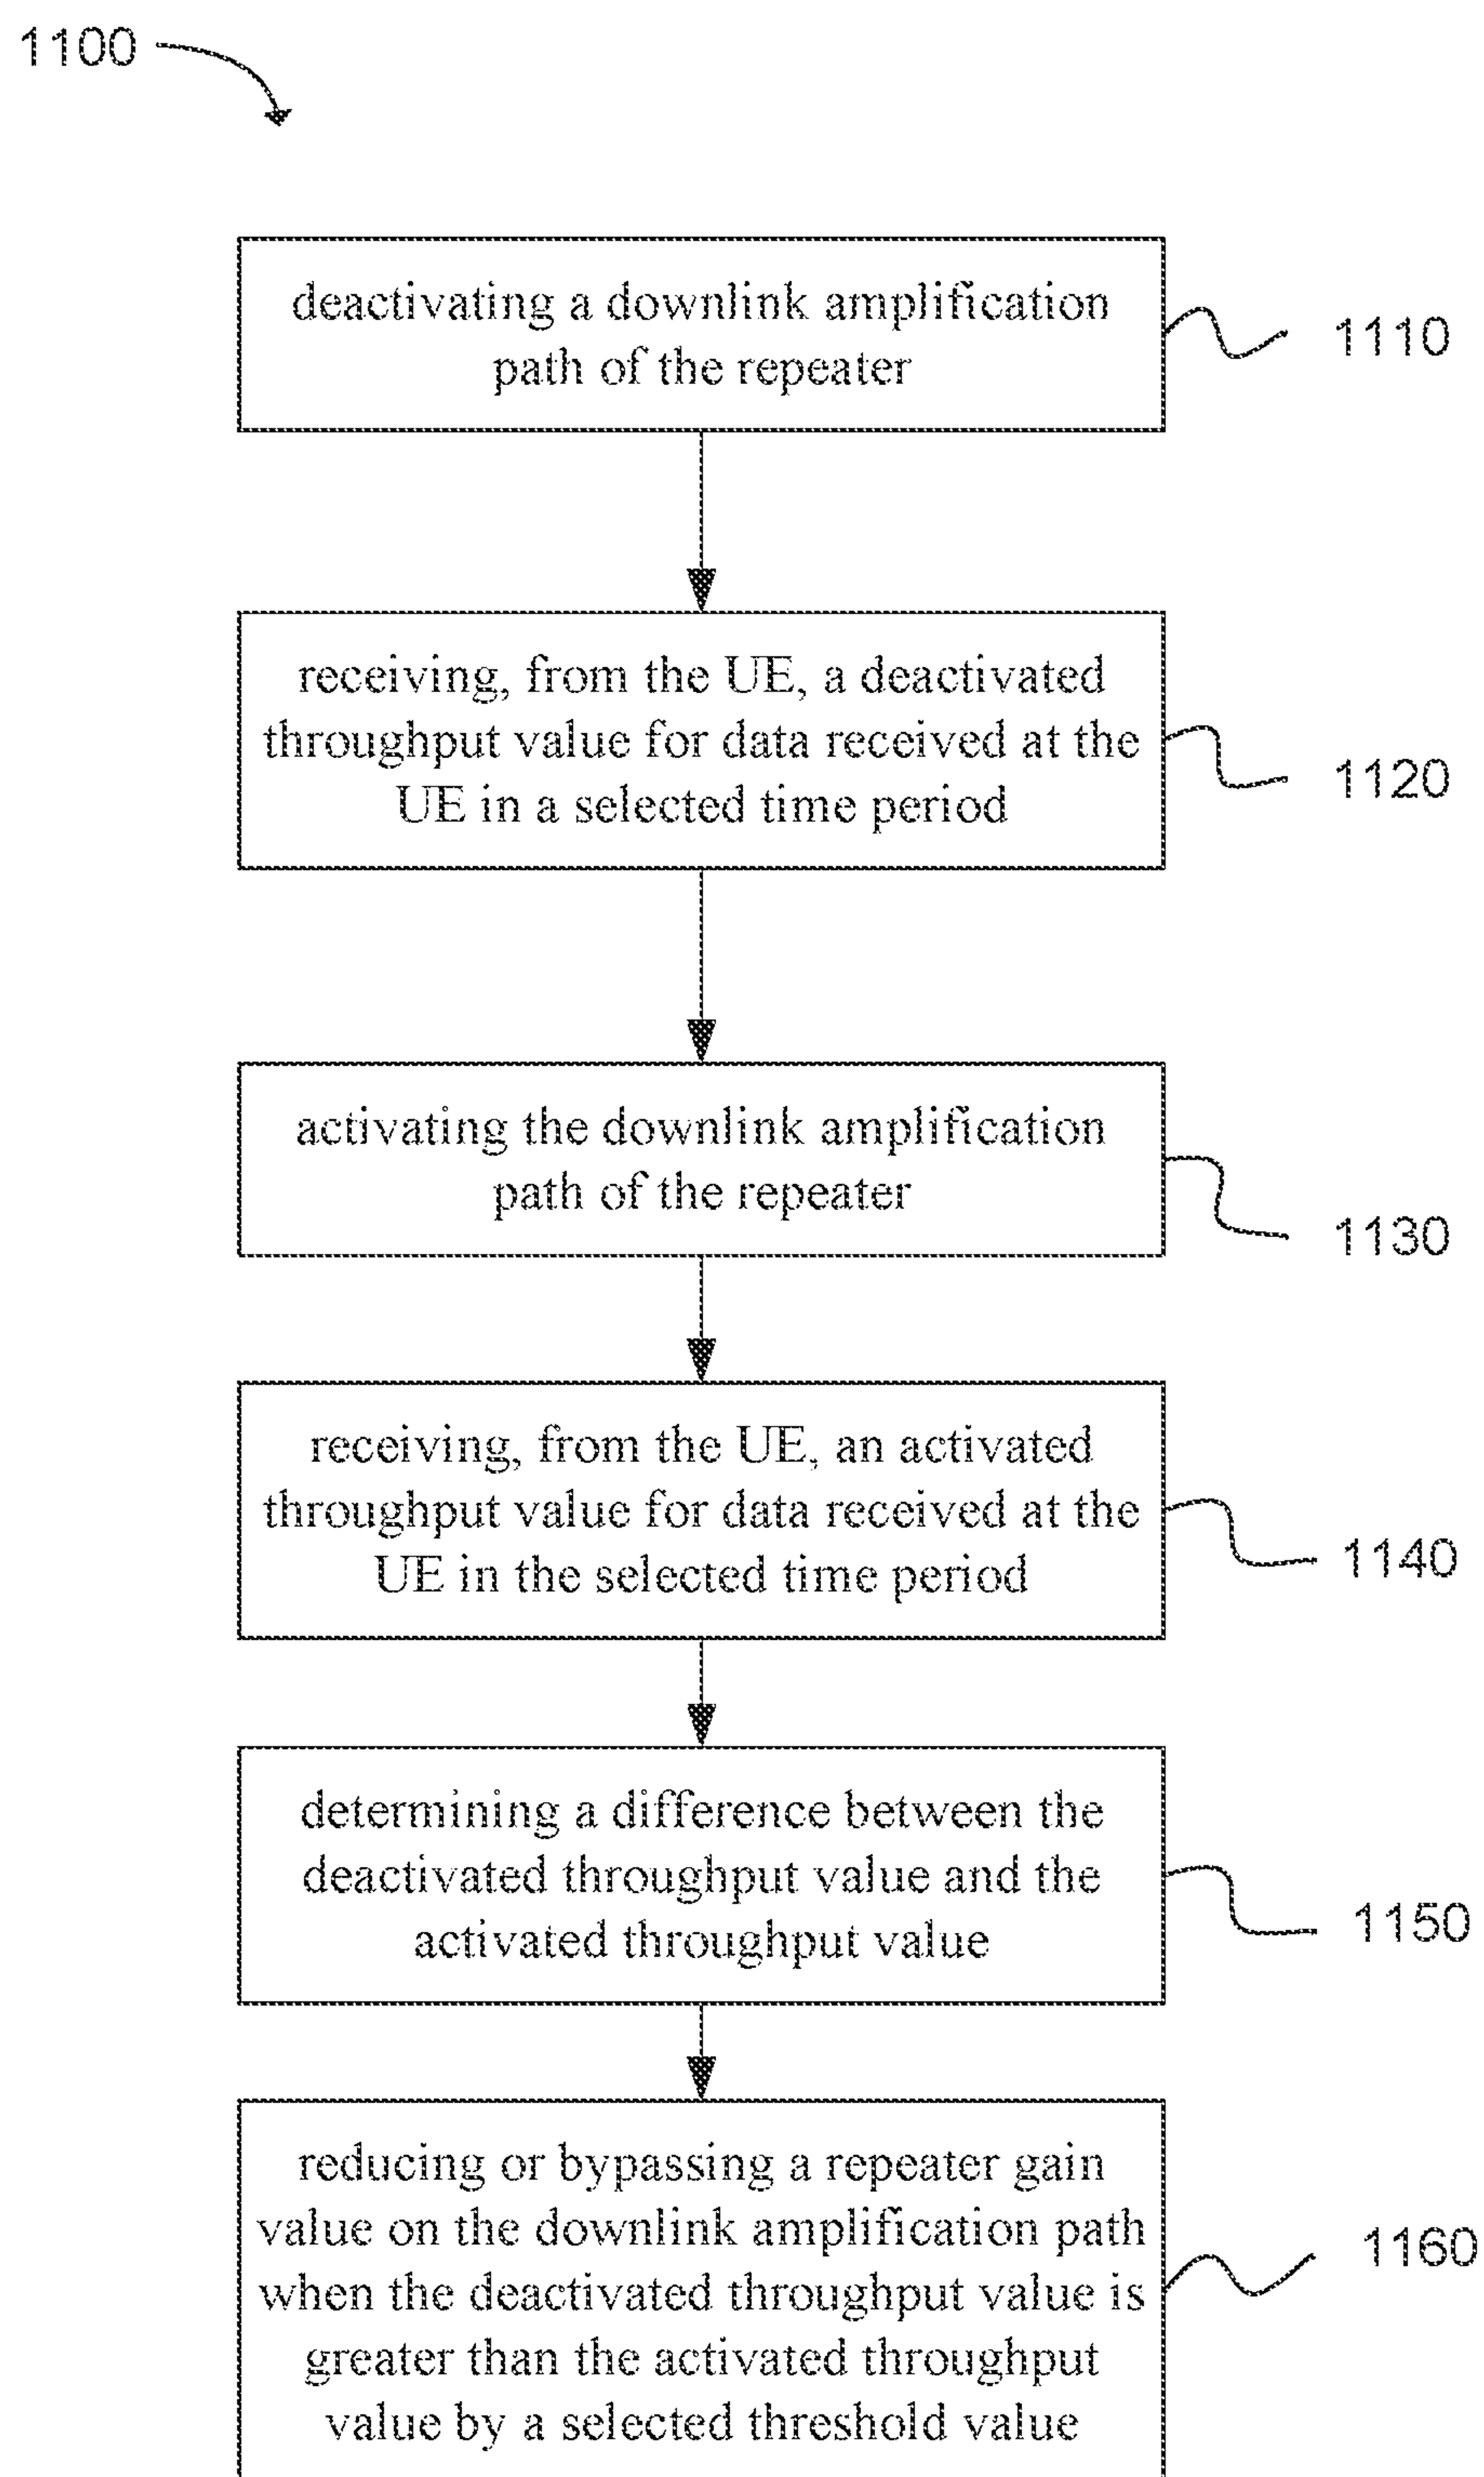 1100
deactivating a downlink amplification
path of the repeater
1110
receiving, from the UE, a deactivated
throughput value for data received at the
UE in a selected time period
1120
activating the downlink amplification
path of the repeater
1130
receiving, from the UE, an activated
throughput value for data received at the
UE in the selected time period
1140
determining a difference between the
deactivated throughput value and the
activated throughput value
1150
reducing or bypassing a repeater gain
value on the downlink amplification path
when the deactivated throughput value is
greater than the activated throughput
value by a selected threshold value
1160